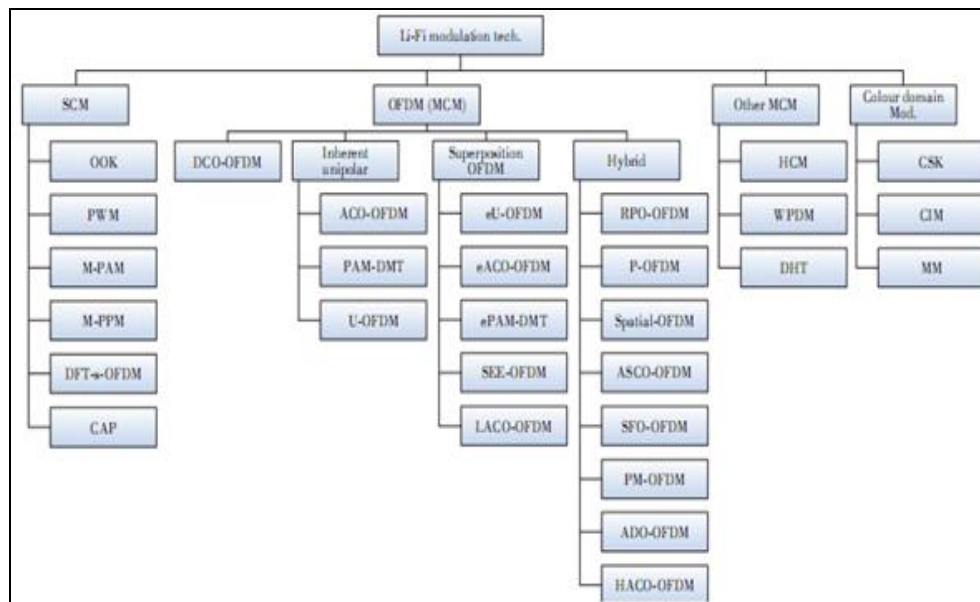 Li-Fi modulation tech.
SCM
OFDM (MCM)
Other MCM
Colour domain
Mod.
OOK
PWM
M-PAM
M-PPM
DFT-s-OFDM
CAP
DCO-OFDM
Inherent
unipolar
ACO-OFDM
PAM-DMT
U-OFDM
Superposition
OFDM
eU-OFDM
eACO-OFDM
ePAM-DMT
SEE-OFDM
LACO-OFDM
Hybrid
RPO-OFDM
P-OFDM
Spatial-OFDM
ASCO-OFDM
SFO-OFDM
PM-OFDM
ADO-OFDM
HACO-OFDM
HCM
WPDM
DHT
CSK
CIM
MM